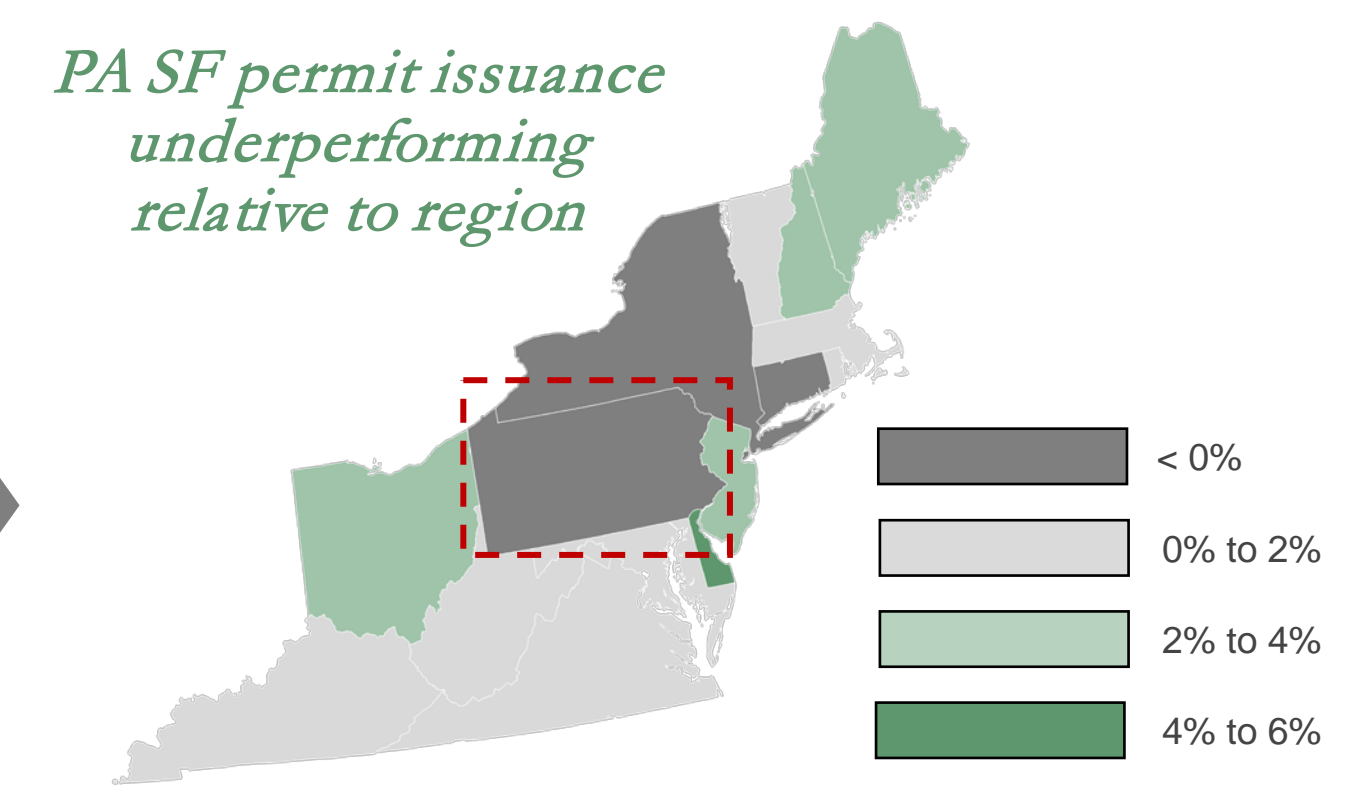 PA SF permit issuance
underperforming
relative to region
< 0%
0% to 2%
2% to 4%
4% to 6%